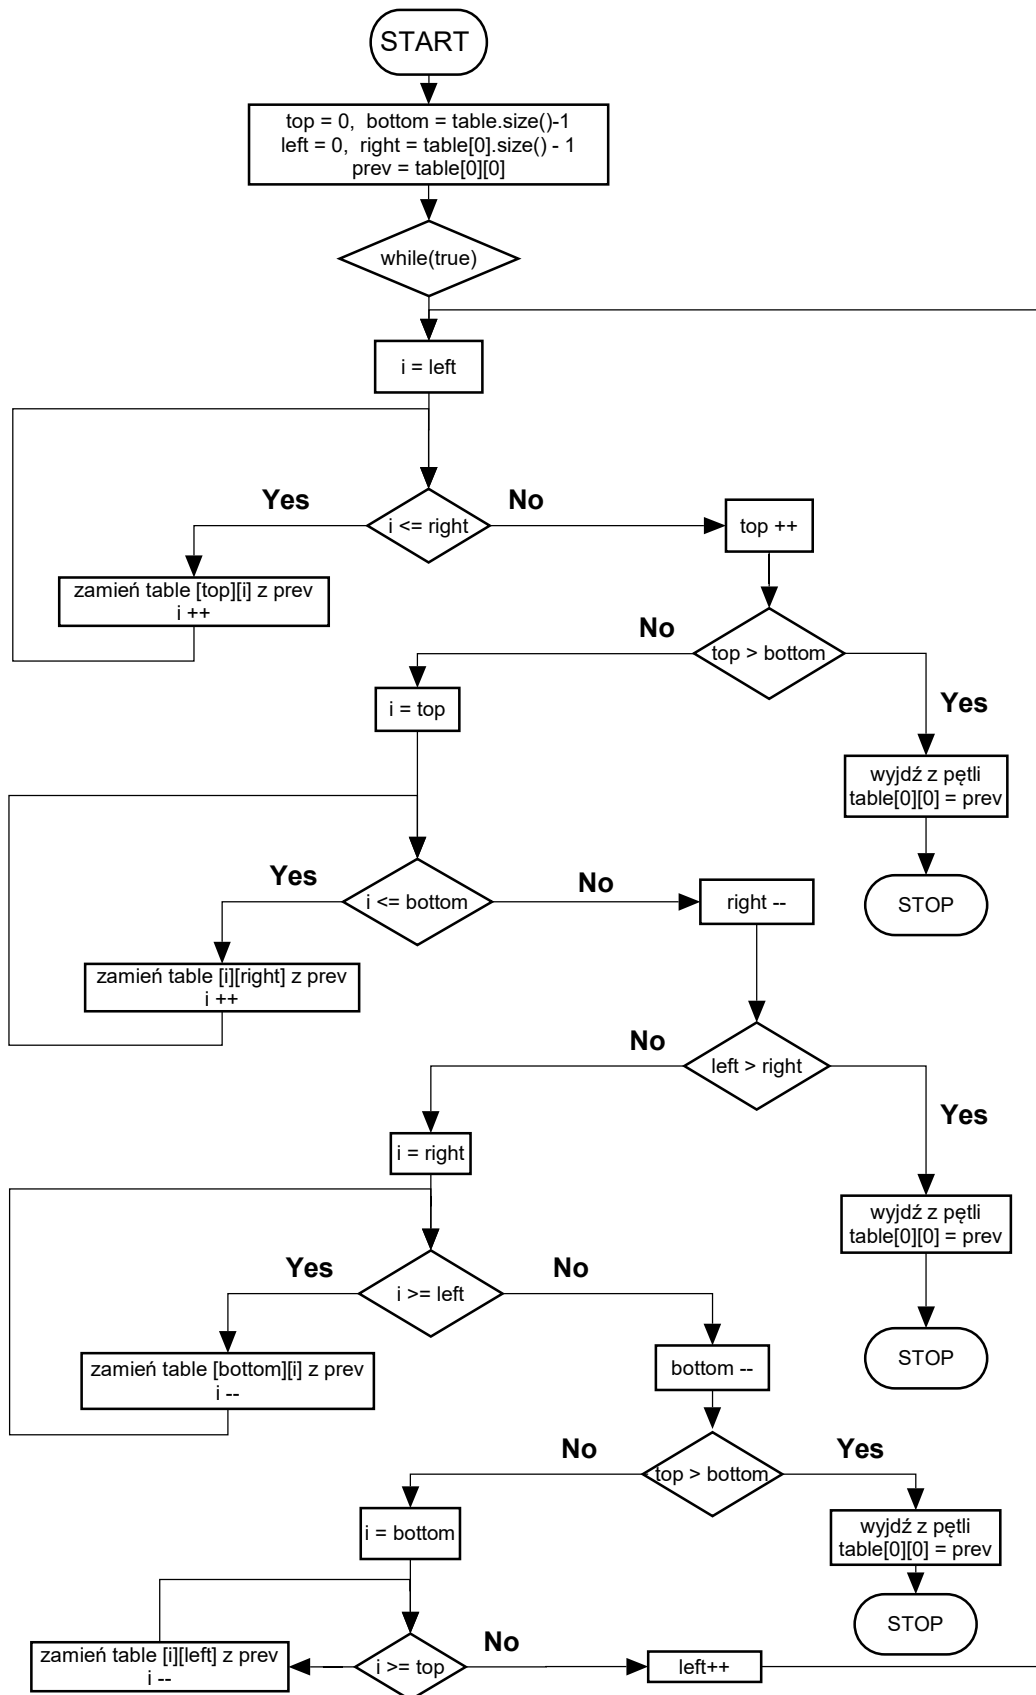 START
top = 0, bottom = table.size()-1
left = 0, right = table[0].size() - 1
prev = table[0][0]
while(true)
i = left
Yes
i <= right
No
top ++
zamień table [top][i] z prev
i ++
No
top > bottom
Yes
i = top
wyjdź z pętli
table[0][0] = prev
STOP
Yes
i <= bottom
No
right --
zamień table [i][right] z prev
i ++
No
left > right
Yes
i = right
wyjdź z pętli
table[0][0] = prev
STOP
Yes
i >= left
No
zamień table [bottom][i] z prev
i --
bottom --
No
top > bottom
Yes
i = bottom
wyjdź z pętli
table[0][0] = prev
STOP
zamień table [i][left] z prev
i --
i >= top
No
left++